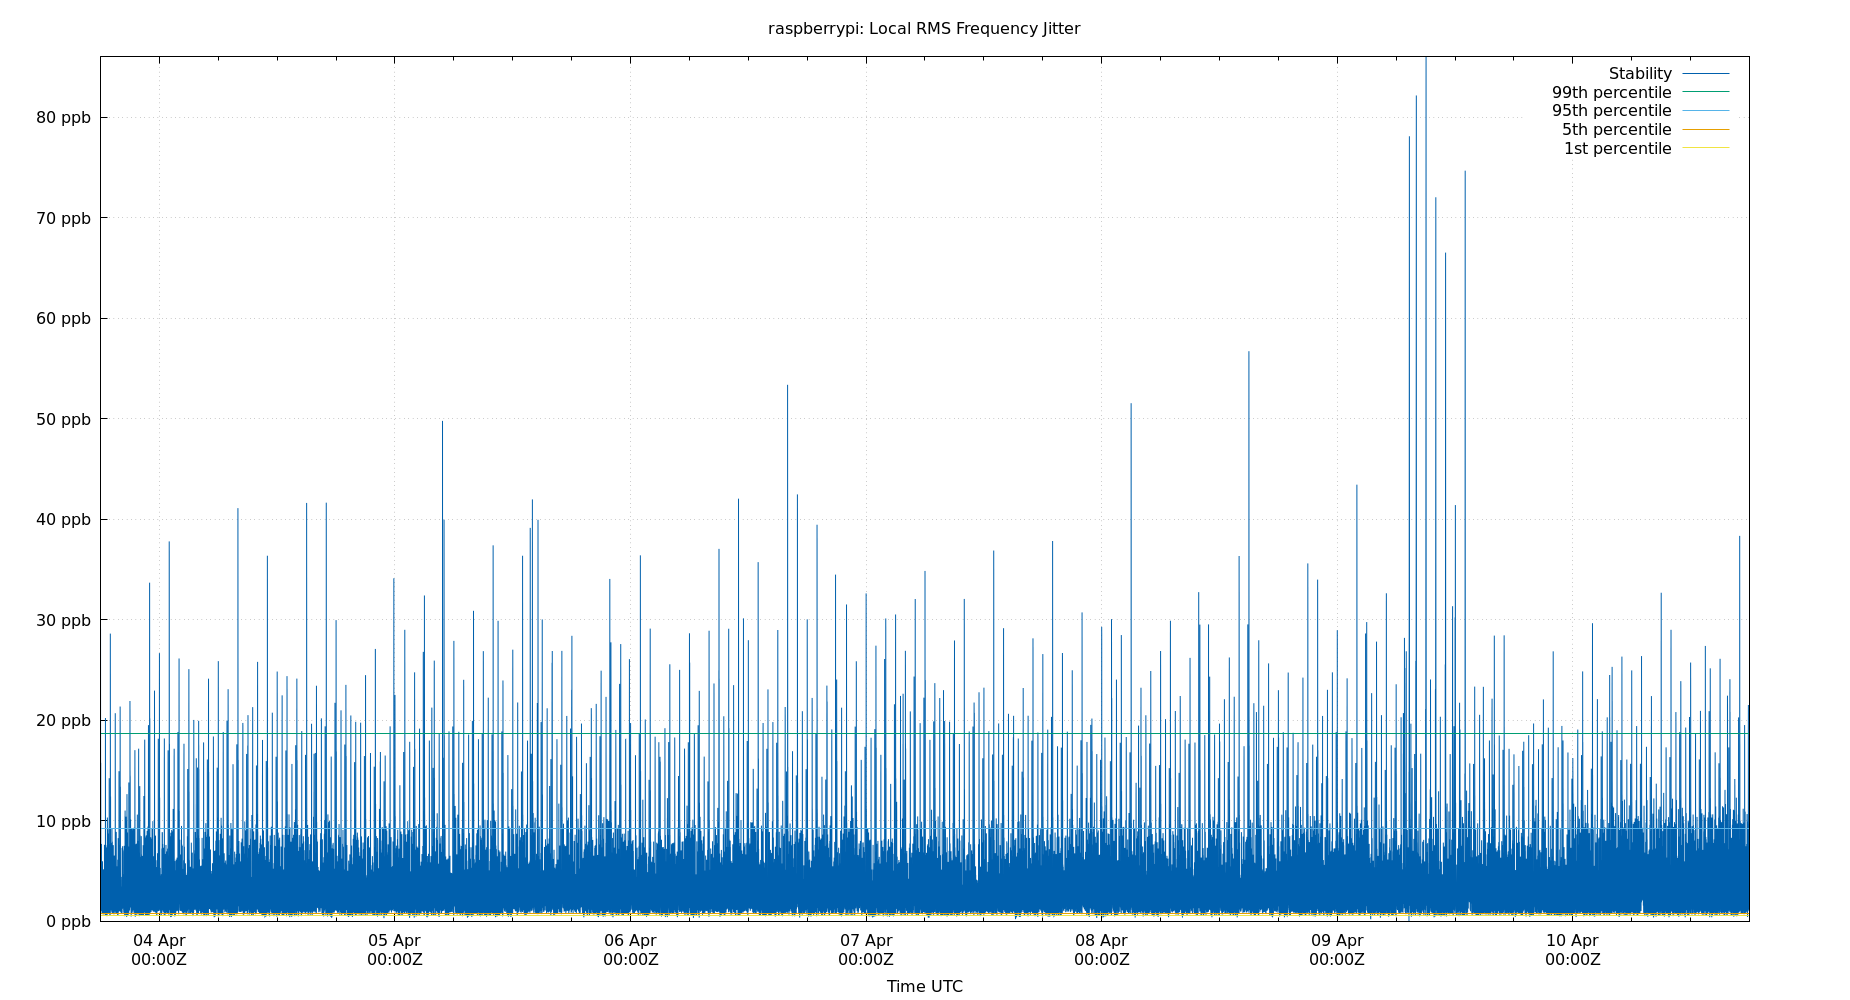 raspberrypi: Local RMS Frequency Jitter
Stability
99th percentile
95th percentile
5th percentile
1st percentile
80 ppb
70 ppb
60 ppb
50 ppb
40 ppb
30 ppb
20 ppb
10 ppb
0 ppb
04 Apr 05 Apr 06 Apr 07 Apr 08 Apr 09 Apr 10 Apr
00:00Z 00:00Z 00:00Z 00:00Z 00:00Z 00:00Z 00:00Z
Time UTC